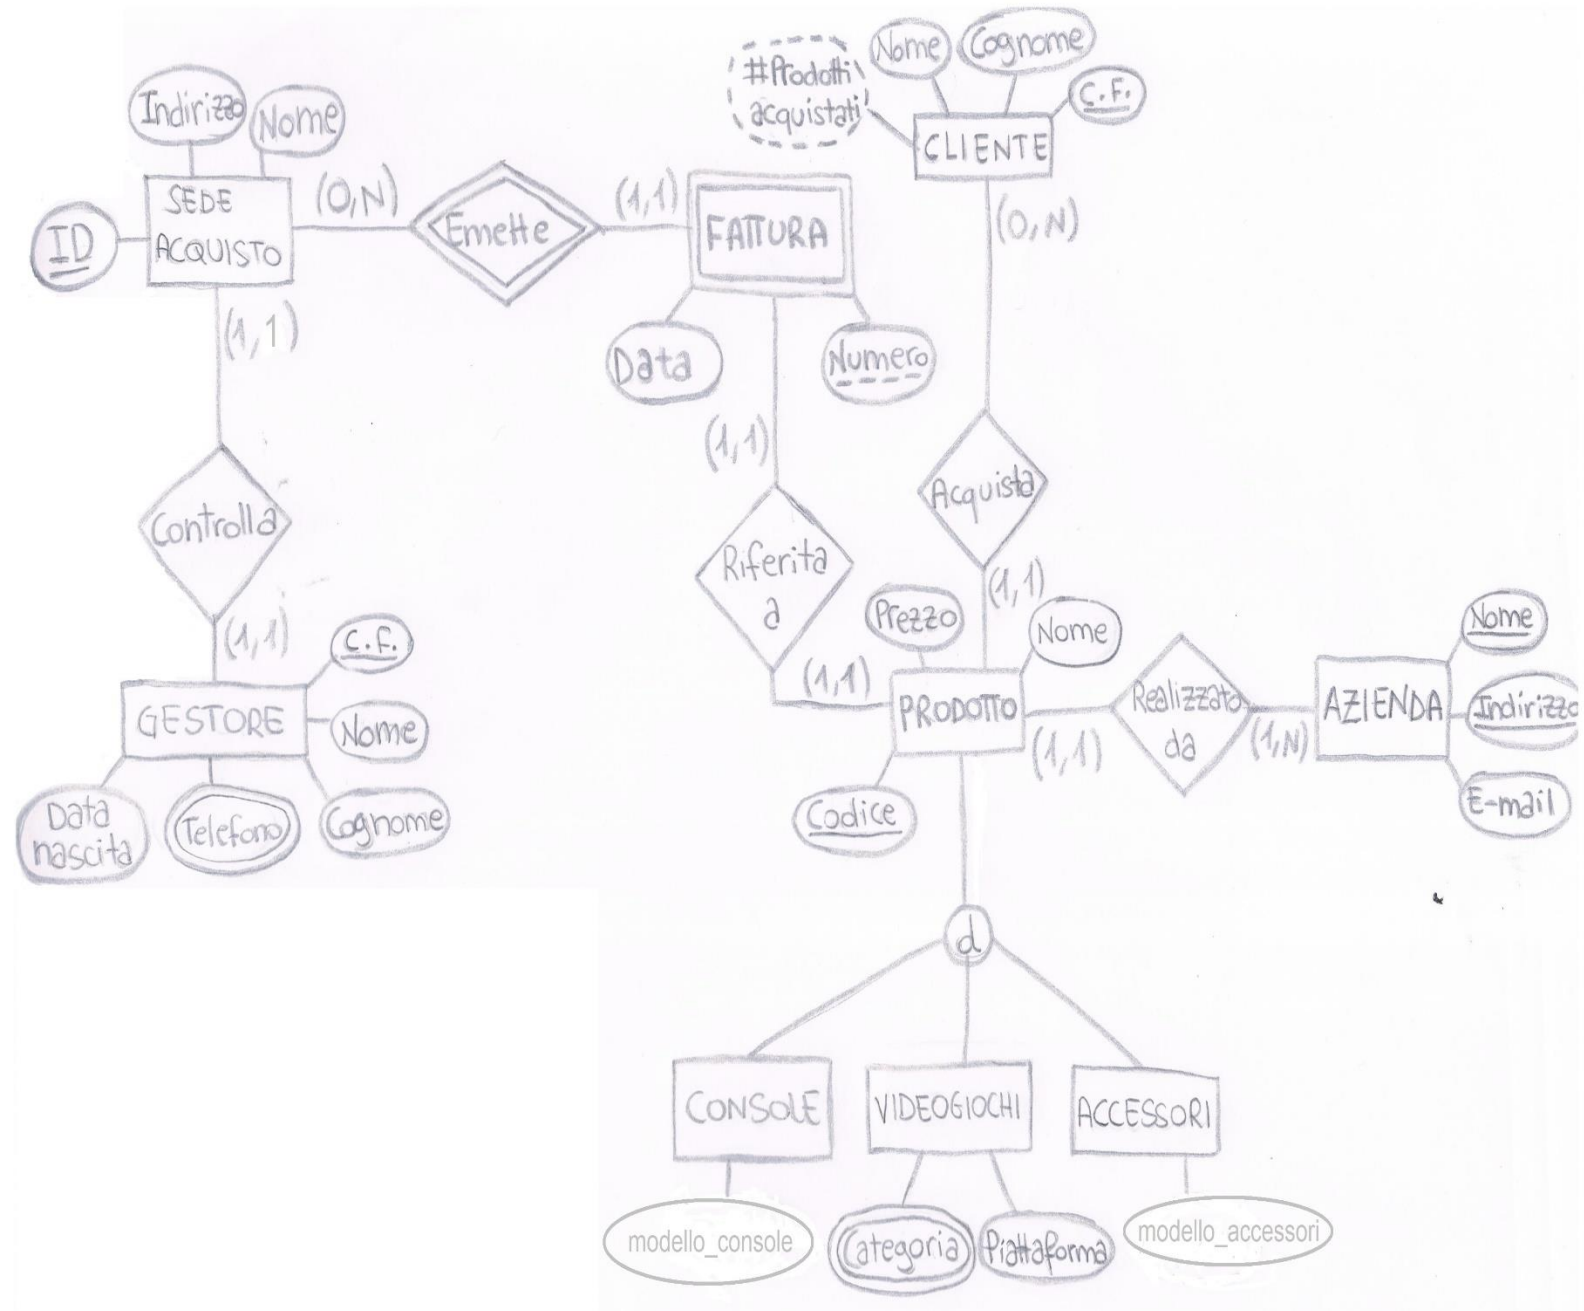 #Prodotti
acquistati
Nome
Cognome
C.F.
CLIENTE
Indirizzo
Nome
SEDE
ACQUISTO
ID
(0,N)
Emette
(1,1)
FATTURA
(0,N)
(1,1)
Data
Numero
(1,1)
Acquista
Controlla
Riferita
a
(1,1)
(1,1)
C.F.
GESTORE
Nome
Data
nascita
Telefono
Cognome
Prezzo
Nome
(1,1)
PRODOTTO
(1,1)
Realizzato
da
(1,N)
AZIENDA
Nome
Indirizzo
E-mail
Codice
d
CONSOLE
VIDEOGIOCHI
ACCESSORI
modello_console
Categoria
Piattaforma
modello_accessori